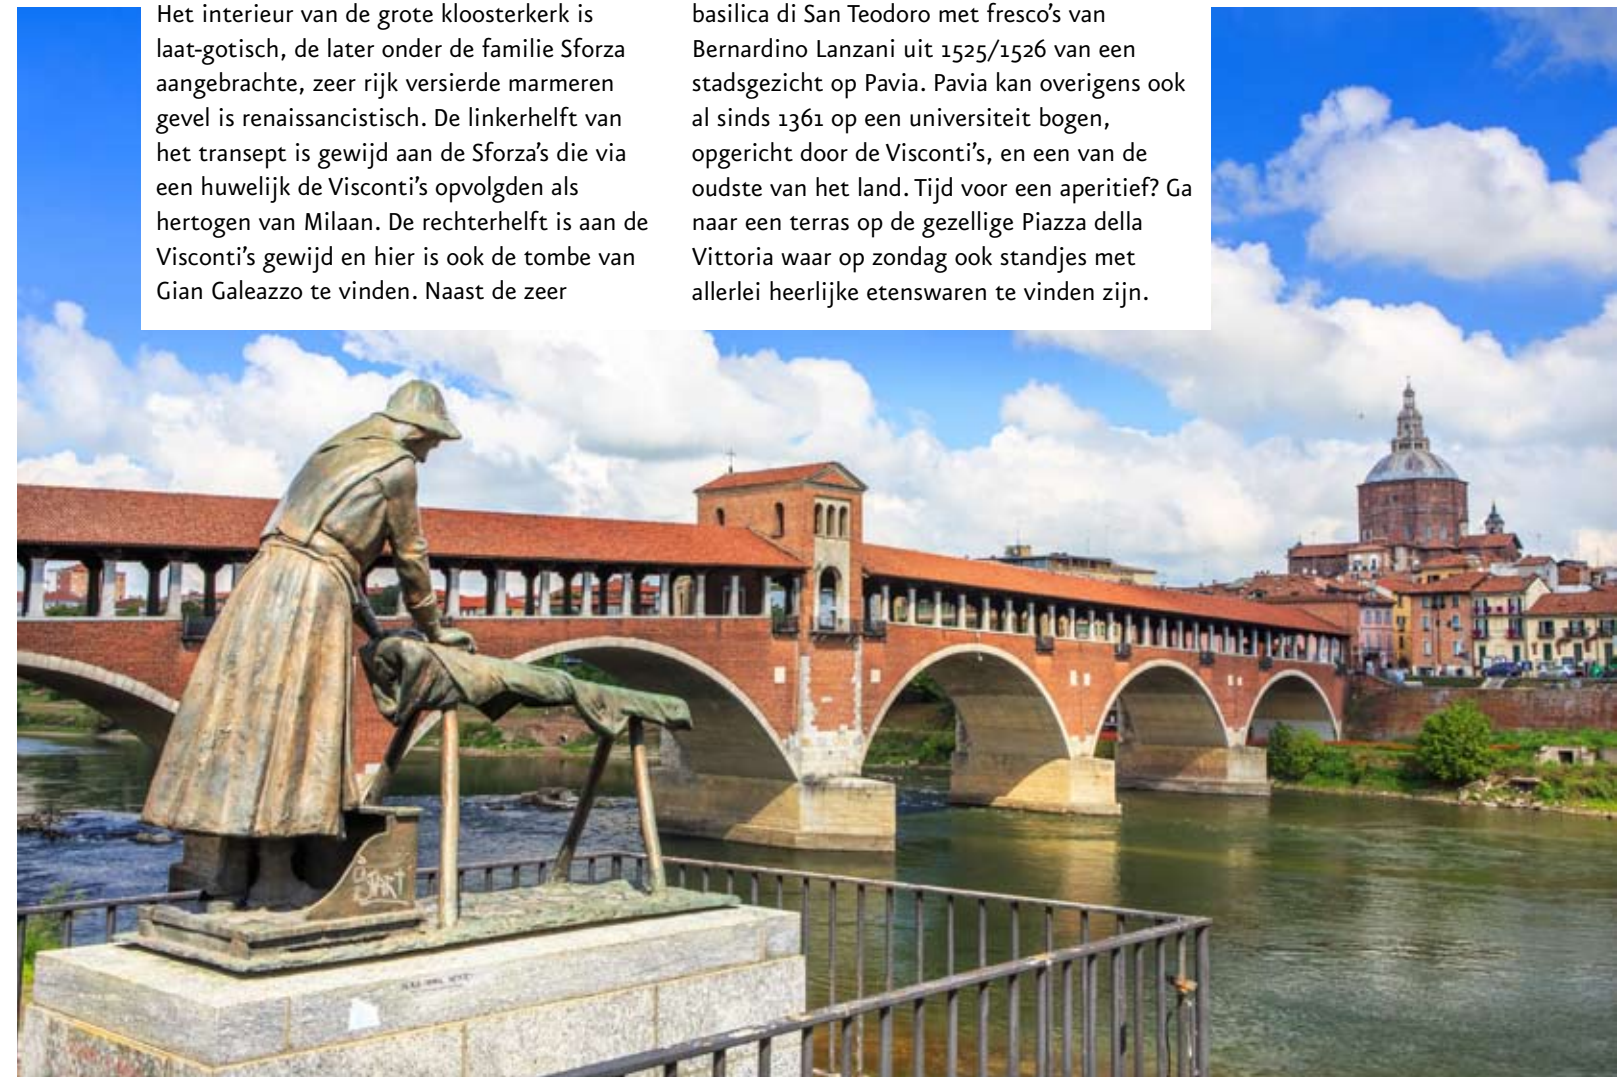 Het interieur van de grote kloosterkerk is
laat-gotisch, de later onder de familie Sforza
aangebrachte, zeer rijk versierde marmeren
gevel is renaissancistisch. De linkerhelft van
het transept is gewijd aan de Sforza’s die via
een huwelijk de Visconti’s opvolgden als
hertogen van Milaan. De rechterhelft is aan de
Visconti’s gewijd en hier is ook de tombe van
Gian Galeazzo te vinden. Naast de zeer
basilica di San Teodoro met fresco’s van
Bernardino Lanzani uit 1525/1526 van een
stadsgezicht op Pavia. Pavia kan overigens ook
al sinds 1361 op een universiteit bogen,
opgericht door de Visconti’s, en een van de
oudste van het land. Tijd voor een aperitief? Ga
naar een terras op de gezellige Piazza della
Vittoria waar op zondag ook standjes met
allerlei heerlijke etenswaren te vinden zijn.